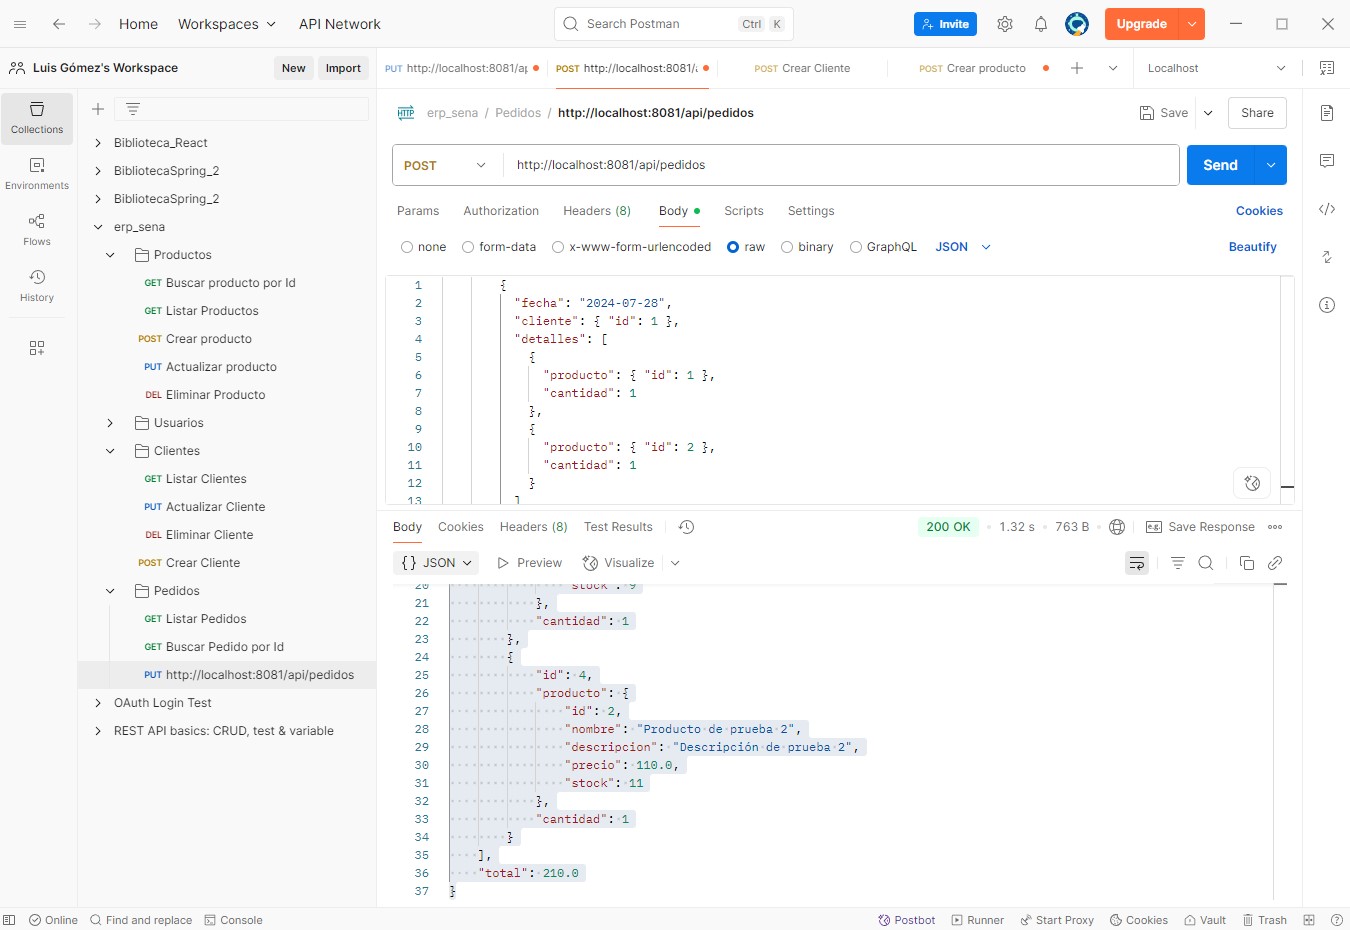 Home Workspaces API Network Search Postman Ctrl K Invite Upgrade
Luis Gómez's Workspace New Import
PUT http://localhost:8081/ap POST http://localhost:8081/a POST Crear Cliente POST Crear producto Localhost
Collections
Environments
Flows
History
Biblioteca_React
BibliotecaSpring_2
BibliotecaSpring_2
erp_sena
Productos
GET Buscar producto por Id
GET Listar Productos
POST Crear producto
PUT Actualizar producto
DEL Eliminar Producto
Usuarios
Clientes
GET Listar Clientes
PUT Actualizar Cliente
DEL Eliminar Cliente
POST Crear Cliente
Pedidos
GET Listar Pedidos
GET Buscar Pedido por Id
PUT http://localhost:8081/api/pedidos
OAuth Login Test
REST API basics: CRUD, test & variable
HTTP erp_sena / Pedidos / http://localhost:8081/api/pedidos Save Share
POST http://localhost:8081/api/pedidos Send
Params Authorization Headers (8) Body Scripts Settings Cookies
none form-data x-www-form-urlencoded raw binary GraphQL JSON Beautify
1 {
2 "fecha": "2024-07-28",
3 "cliente": { "id": 1 },
4 "detalles": [
5 {
6 "producto": { "id": 1 },
7 "cantidad": 1
8 },
9 {
10 "producto": { "id": 2 },
11 "cantidad": 1
12 }
13 ]
Body Cookies Headers (8) Test Results 200 OK 1.32 s 763 B e.g. Save Response
{} JSON Preview Visualize
20 "stock": 9
21 },
22 "cantidad": 1
23 },
24 {
25 "id": 4,
26 "producto": {
27 "id": 2,
28 "nombre": "Producto de prueba 2",
29 "descripcion": "Descripción de prueba 2",
30 "precio": 110.0,
31 "stock": 11
32 },
33 "cantidad": 1
34 }
35 ],
36 "total": 210.0
37 }
Online Find and replace Console Postbot Runner Start Proxy Cookies Vault Trash